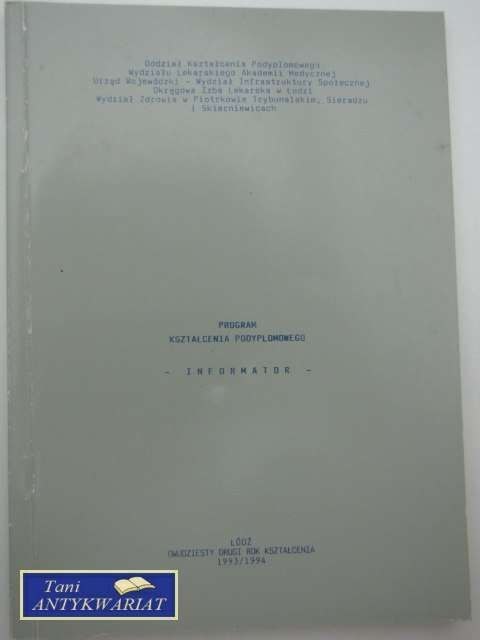 Oddział Kształcenia Podyplomowego
Wydziału Lekarskiego Akademii Medycznej
Urząd Wojewódzki - Wydział Infrastruktury Społecznej
Okręgowa Izba Lekarska w Łodzi
Wydział Zdrowia w Piotrkowie Trybunalskim, Sieradzu
i Skierniewicach
PROGRAM
KSZTAŁCENIA PODYPLOMOWEGO
- INFORMATOR -
ŁÓDŹ
DWUDZIESTY DRUGI ROK KSZTAŁCENIA
1993/1994
Tani
ANTYKWARIAT